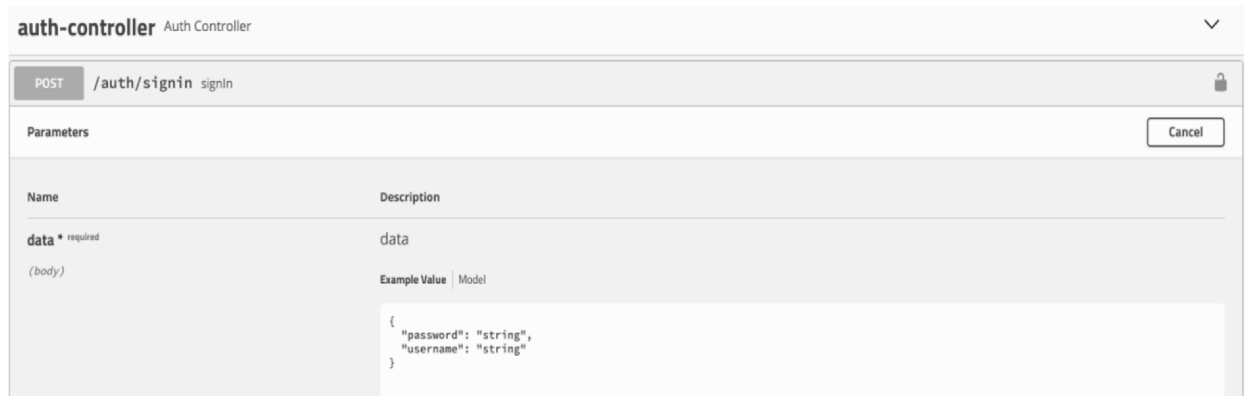 auth-controller Auth Controller
POST /auth/signin signIn
Parameters Cancel
Name Description
data * required data
(body)
Example Value Model
{
"password": "string",
"username": "string"
}